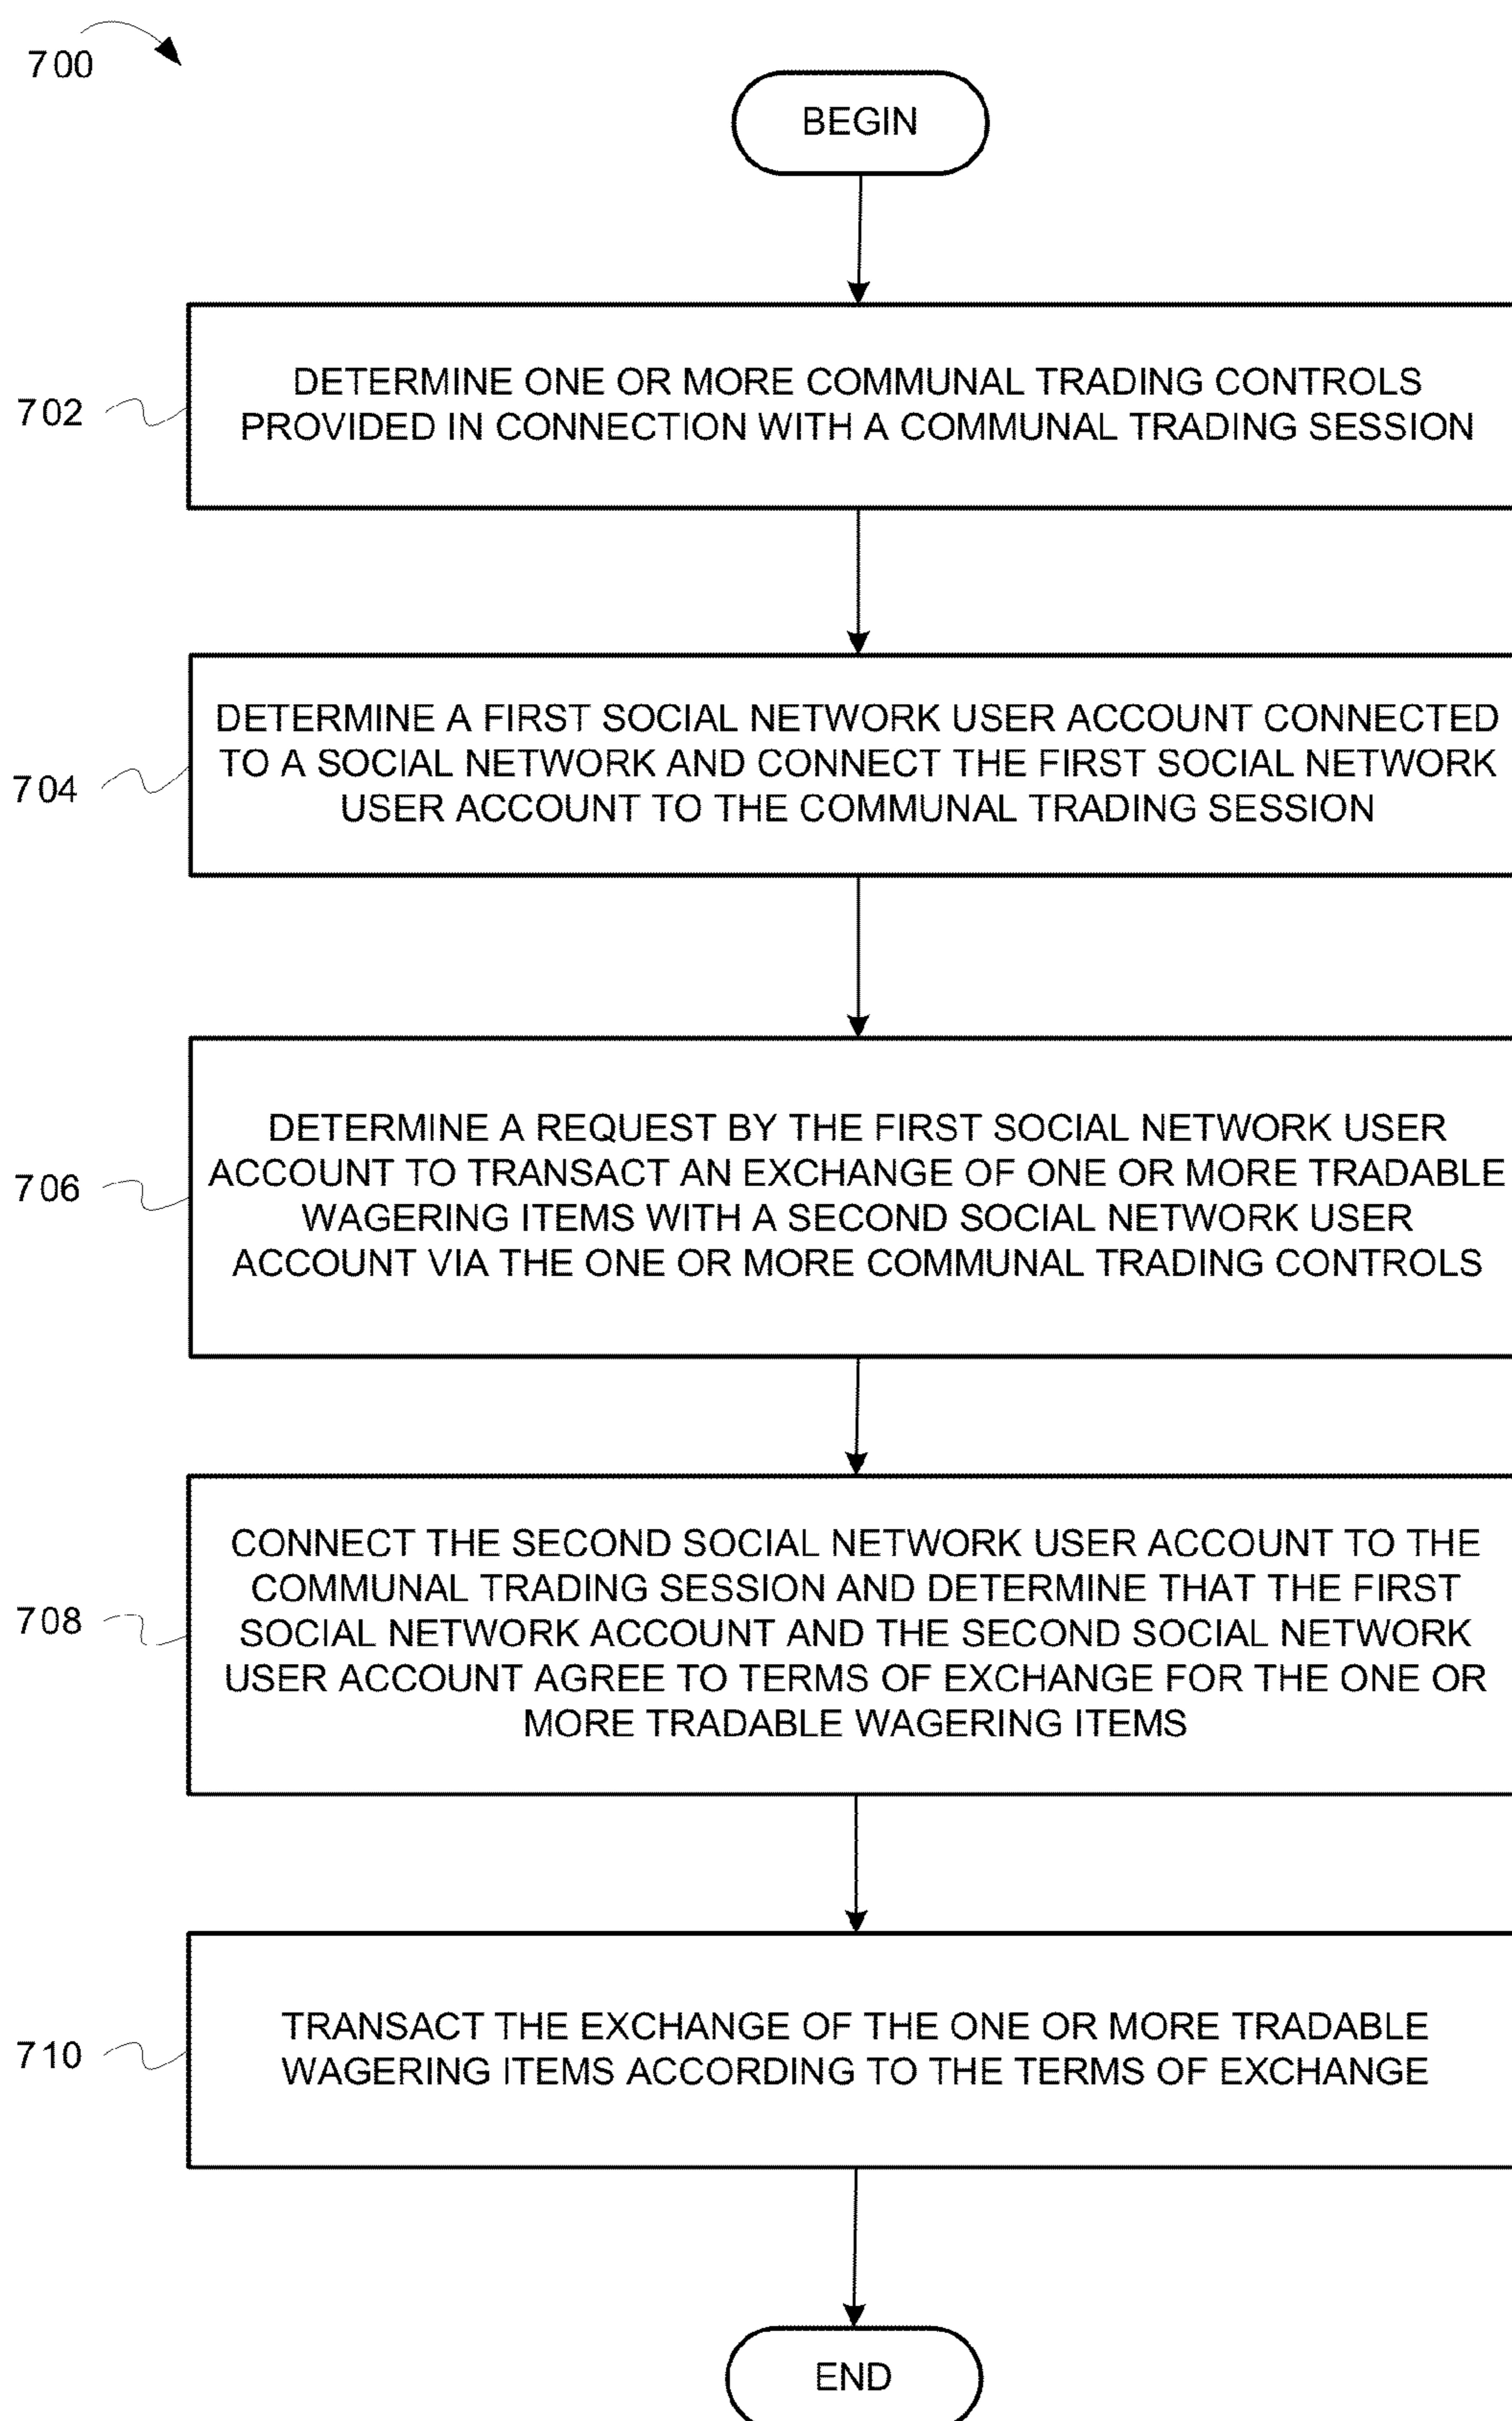 700
BEGIN
702
DETERMINE ONE OR MORE COMMUNAL TRADING CONTROLS
PROVIDED IN CONNECTION WITH A COMMUNAL TRADING SESSION
704
DETERMINE A FIRST SOCIAL NETWORK USER ACCOUNT CONNECTED
TO A SOCIAL NETWORK AND CONNECT THE FIRST SOCIAL NETWORK
USER ACCOUNT TO THE COMMUNAL TRADING SESSION
706
DETERMINE A REQUEST BY THE FIRST SOCIAL NETWORK USER
ACCOUNT TO TRANSACT AN EXCHANGE OF ONE OR MORE TRADABLE
WAGERING ITEMS WITH A SECOND SOCIAL NETWORK USER
ACCOUNT VIA THE ONE OR MORE COMMUNAL TRADING CONTROLS
708
CONNECT THE SECOND SOCIAL NETWORK USER ACCOUNT TO THE
COMMUNAL TRADING SESSION AND DETERMINE THAT THE FIRST
SOCIAL NETWORK ACCOUNT AND THE SECOND SOCIAL NETWORK
USER ACCOUNT AGREE TO TERMS OF EXCHANGE FOR THE ONE OR
MORE TRADABLE WAGERING ITEMS
710
TRANSACT THE EXCHANGE OF THE ONE OR MORE TRADABLE
WAGERING ITEMS ACCORDING TO THE TERMS OF EXCHANGE
END